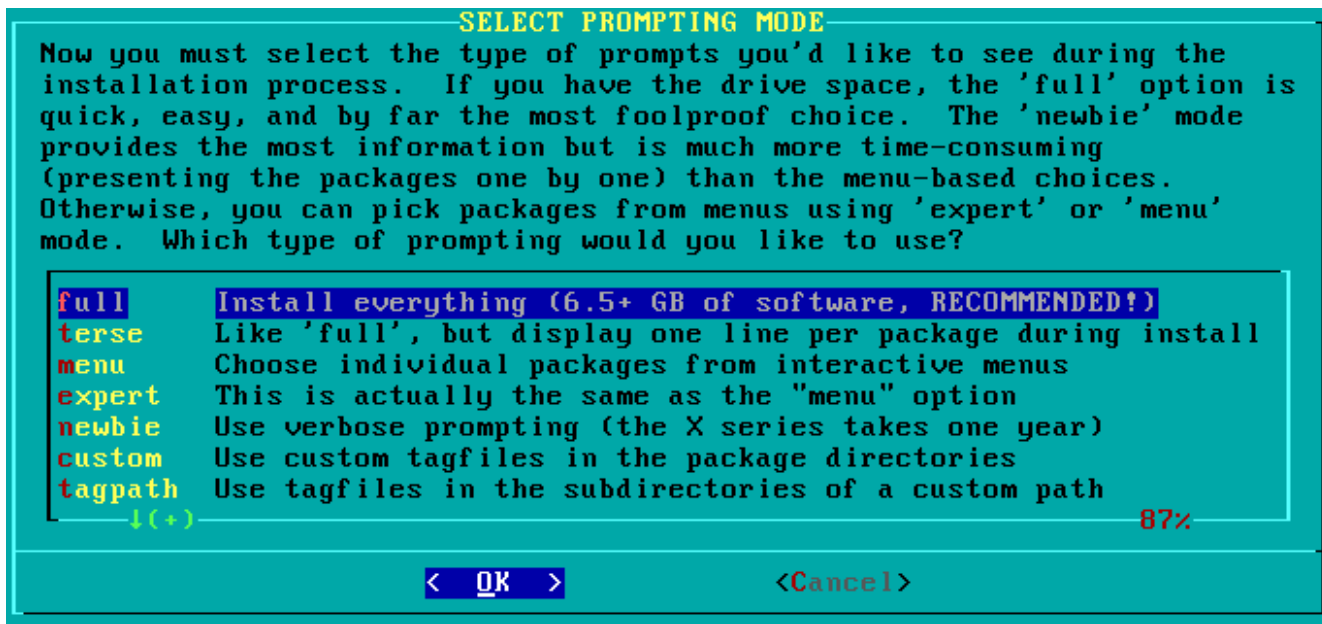 SELECT PROMPTING MODE
Now you must select the type of prompts you'd like to see during the
installation process.  If you have the drive space, the 'full' option is
quick, easy, and by far the most foolproof choice.  The 'newbie' mode
provides the most information but is much more time-consuming
(presenting the packages one by one) than the menu-based choices.
Otherwise, you can pick packages from menus using 'expert' or 'menu'
mode.  Which type of prompting would you like to use?
full Install everything (6.5+ GB of software, RECOMMENDED!)
terse Like 'full', but display one line per package during install
menu Choose individual packages from interactive menus
expert This is actually the same as the "menu" option
newbie Use verbose prompting (the X series takes one year)
custom Use custom tagfiles in the package directories
tagpath Use tagfiles in the subdirectories of a custom path
↓(+) 87%
< OK > <Cancel>